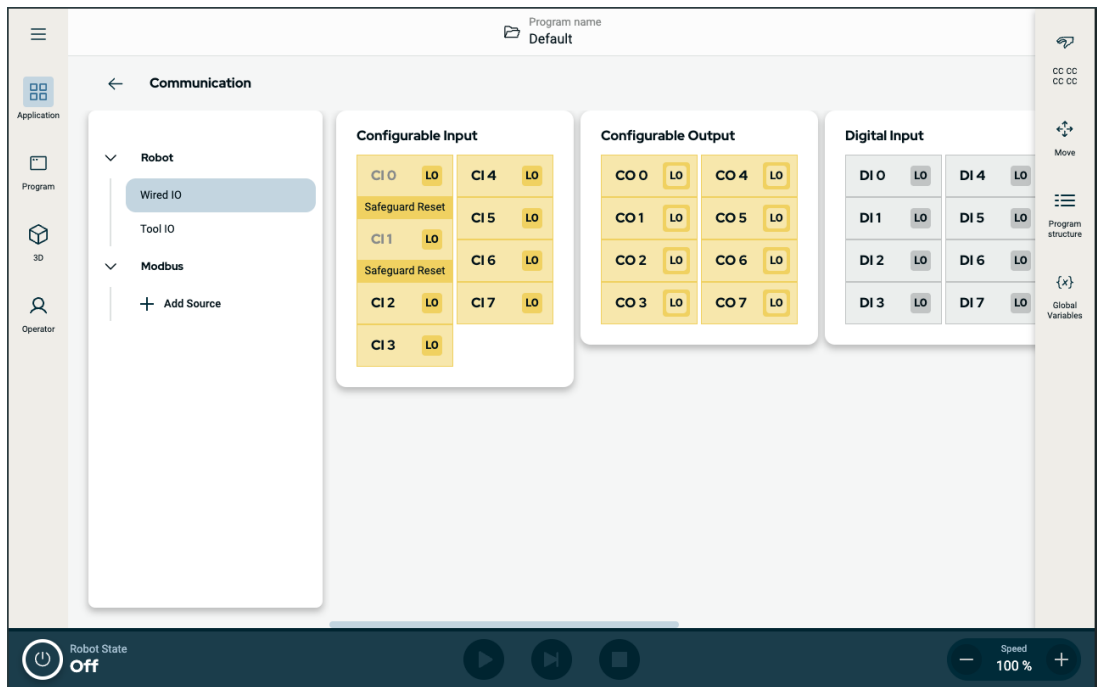 Program name
Default
Application
Program
3D
Operator
Communication
Robot
Wired IO
Tool IO
Modbus
Add Source
Configurable Input
CI 0 LO CI 4 LO
Safeguard Reset
CI 5 LO
CI 1 LO
CI 6 LO
Safeguard Reset
CI 2 LO CI 7 LO
CI 3 LO
Configurable Output
CO 0 LO CO 4 LO
CO 1 LO CO 5 LO
CO 2 LO CO 6 LO
CO 3 LO CO 7 LO
Digital Input
DI 0 LO DI 4 LO
DI 1 LO DI 5 LO
DI 2 LO DI 6 LO
DI 3 LO DI 7 LO
CC CC
CC CC
Move
Program
structure
{x}
Global
Variables
Robot State
Off
Speed
100 %